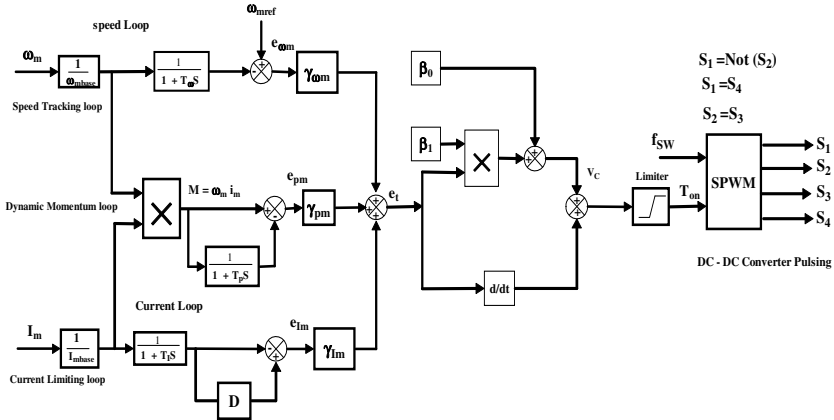 speed Loop
ωmref
ωm
1
ωmbase
1
1 + TωS
+
-
eωm
γωm
Speed Tracking loop
β0
β1
S1 =Not (S2)
S1=S4
S2=S3
Dynamic Momentum loop
×
M = ωm im
+
-
epm
γpm
1
1 + TPS
+
+
+
et
×
+
+
VC
+
+
d/dt
Limiter
fSW
Ton
SPWM
S1
S2
S3
S4
DC - DC Converter Pulsing
Current Loop
Im
1
Imbase
1
1 + TIS
-
+
eIm
γIm
D
Current Limiting loop